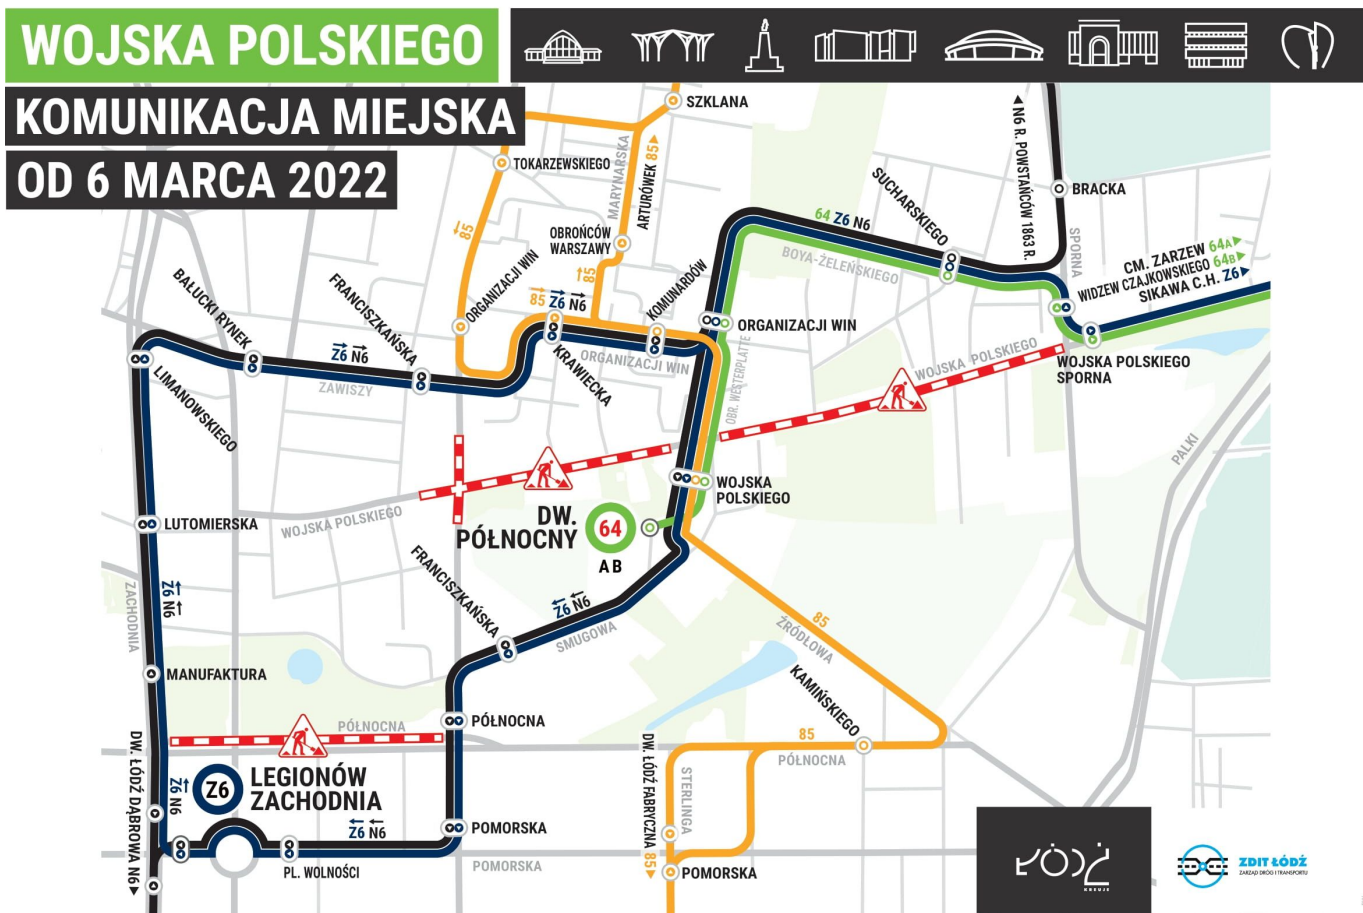 WOJSKA POLSKIEGO
KOMUNIKACJA MIEJSKA
OD 6 MARCA 2022
SZKLANA
TOKARZEWSKIEGO
MARYNARSKA
ARTURÓWEK 85
85
OBROŃCÓW
WARSZAWY
85
ORGANIZACJI WIN
85 Z6 N6
KOMUNARDÓW
KRAWIECKA
ORGANIZACJI WIN
BAŁUCKI RYNEK
FRANCISZKAŃSKA
Z6 N6
ZAWISZY
LIMANOWSKIEGO
64 Z6 N6
BOYA-ŻELEŃSKIEGO
SUCHARSKIEGO
N6 R. POWSTAŃCÓW 1863 R.
BRACKA
SPORNA
CM. ZARZEW 64A
WIDZEW CZAJKOWSKIEGO 64B
SIKAWA C.H. Z6
ORGANIZACJI WIN
OBR. WESTERPLATTE
WOJSKA POLSKIEGO
WOJSKA POLSKIEGO
SPORNA
PALKI
WOJSKA
POLSKIEGO
WOJSKA POLSKIEGO
DW.
PÓŁNOCNY
64
A B
LUTOMIERSKA
ZACHODNIA
Z6
N6
MANUFAKTURA
FRANCISZKAŃSKA
Z6 N6
SMUGOWA
85
ŹRÓDŁOWA
KAMIŃSKIEGO
85
PÓŁNOCNA
PÓŁNOCNA
PÓŁNOCNA
DW. ŁÓDŹ DĄBROWA N6
Z6
N6
Z6
LEGIONÓW
ZACHODNIA
Z6 N6
PL. WOLNOŚCI
POMORSKA
POMORSKA
DW. ŁÓDŹ FABRYCZNA 85
STERLINGA
POMORSKA
ŁÓDŹ
KREUJE
ZDIT ŁÓDŹ
ZARZĄD DRÓG I TRANSPORTU